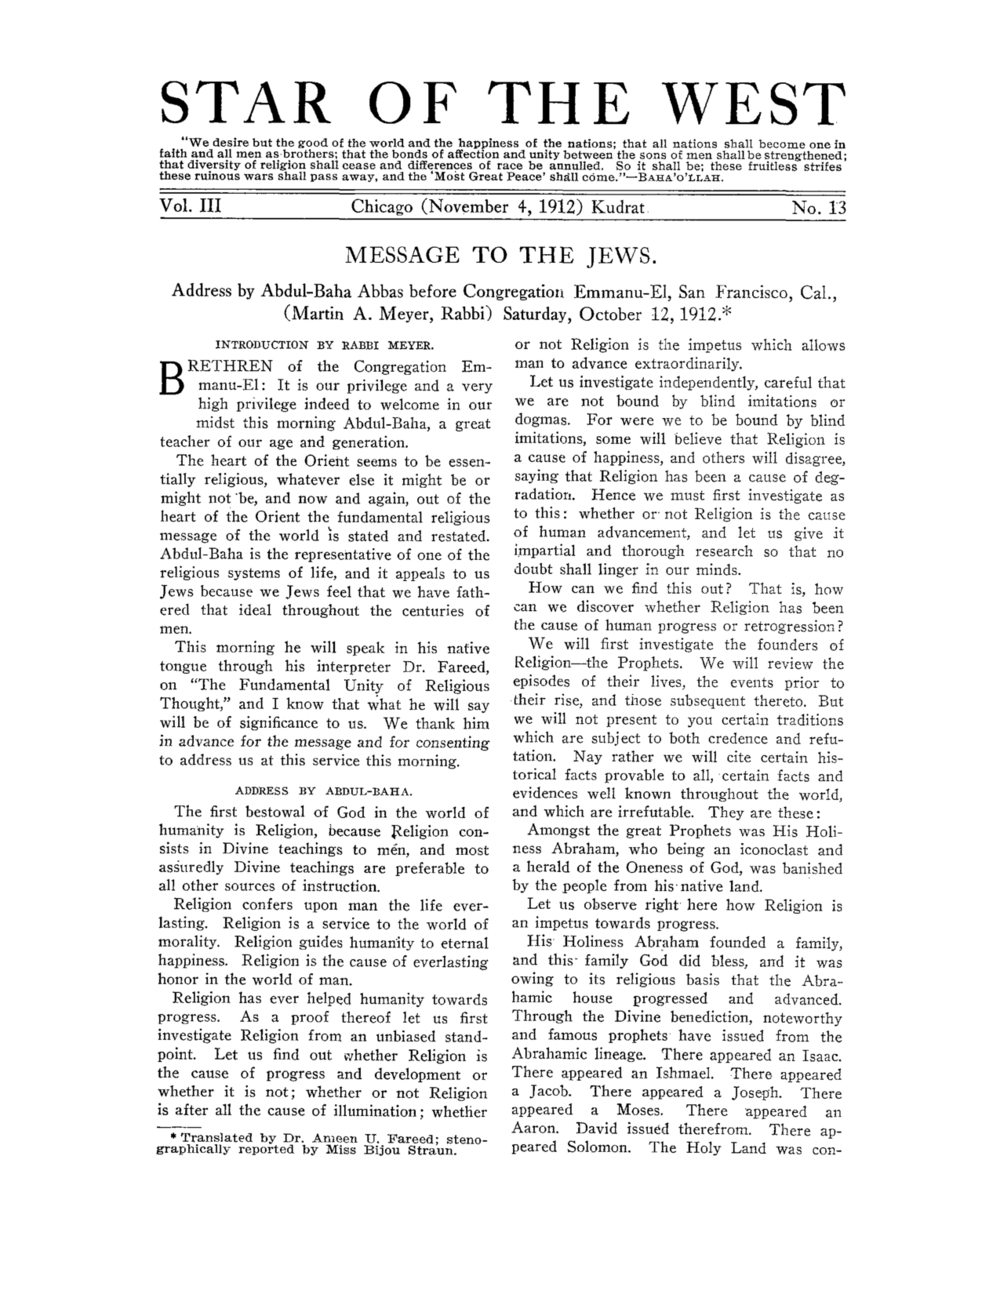 STAR OF THE WEST
"We desire but the good of the world and the happiness of the nations; that all nations shall become one in
faith and all men as brothers; that the bonds of affection and unity between the sons of men shall be strengthened;
that diversity of religion shall cease and differences of race be annulled. So it shall be; these fruitless strifes
these ruinous wars shall pass away, and the 'Most Great Peace' shall come."—BAHA'O'LLAH.
Vol. III Chicago (November 4, 1912) Kudrat No. 13
MESSAGE TO THE JEWS.
Address by Abdul-Baha Abbas before Congregation Emmanu-El, San Francisco, Cal.,
(Martin A. Meyer, Rabbi) Saturday, October 12, 1912.*
INTRODUCTION BY RABBI MEYER.
BRETHREN of the Congregation Em-
manu-El: It is our privilege and a very
high privilege indeed to welcome in our
midst this morning Abdul-Baha, a great
teacher of our age and generation.
The heart of the Orient seems to be essen-
tially religious, whatever else it might be or
might not be, and now and again, out of the
heart of the Orient the fundamental religious
message of the world is stated and restated.
Abdul-Baha is the representative of one of the
religious systems of life, and it appeals to us
Jews because we Jews feel that we have fath-
ered that ideal throughout the centuries of
men.
This morning he will speak in his native
tongue through his interpreter Dr. Fareed,
on "The Fundamental Unity of Religious
Thought," and I know that what he will say
will be of significance to us. We thank him
in advance for the message and for consenting
to address us at this service this morning.
ADDRESS BY ABDUL-BAHA.
The first bestowal of God in the world of
humanity is Religion, because Religion con-
sists in Divine teachings to men, and most
assuredly Divine teachings are preferable to
all other sources of instruction.
Religion confers upon man the life ever-
lasting. Religion is a service to the world of
morality. Religion guides humanity to eternal
happiness. Religion is the cause of everlasting
honor in the world of man.
Religion has ever helped humanity towards
progress. As a proof thereof let us first
investigate Religion from an unbiased stand-
point. Let us find out whether Religion is
the cause of progress and development or
whether it is not; whether or not Religion
is after all the cause of illumination; whether
* Translated by Dr. Ameen U. Fareed; steno-
graphically reported by Miss Bijou Straun.
or not Religion is the impetus which allows
man to advance extraordinarily.
Let us investigate independently, careful that
we are not bound by blind imitations or
dogmas. For were we to be bound by blind
imitations, some will believe that Religion is
a cause of happiness, and others will disagree,
saying that Religion has been a cause of deg-
radation. Hence we must first investigate as
to this: whether or not Religion is the cause
of human advancement, and let us give it
impartial and thorough research so that no
doubt shall linger in our minds.
How can we find this out? That is, how
can we discover whether Religion has been
the cause of human progress or retrogression?
We will first investigate the founders of
Religion—the Prophets. We will review the
episodes of their lives, the events prior to
their rise, and those subsequent thereto. But
we will not present to you certain traditions
which are subject to both credence and refu-
tation. Nay rather we will cite certain his-
torical facts provable to all, certain facts and
evidences well known throughout the world,
and which are irrefutable. They are these:
Amongst the great Prophets was His Holi-
ness Abraham, who being an iconoclast and
a herald of the Oneness of God, was banished
by the people from his native land.
Let us observe right here how Religion is
an impetus towards progress.
His Holiness Abraham founded a family,
and this family God did bless, and it was
owing to its religious basis that the Abra-
hamic house progressed and advanced.
Through the Divine benediction, noteworthy
and famous prophets have issued from the
Abrahamic lineage. There appeared an Isaac.
There appeared an Ishmael. There appeared
a Jacob. There appeared a Joseph. There
appeared a Moses. There appeared an
Aaron. David issued therefrom. There ap-
peared Solomon. The Holy Land was con-